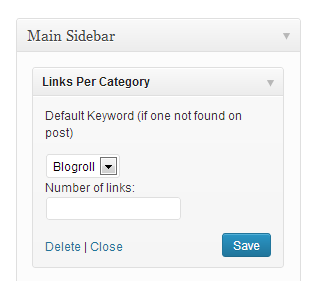 Main Sidebar
Links Per Category
Default Keyword (if one not found on
post)
Blogroll
Number of links:
Delete | Close
Save